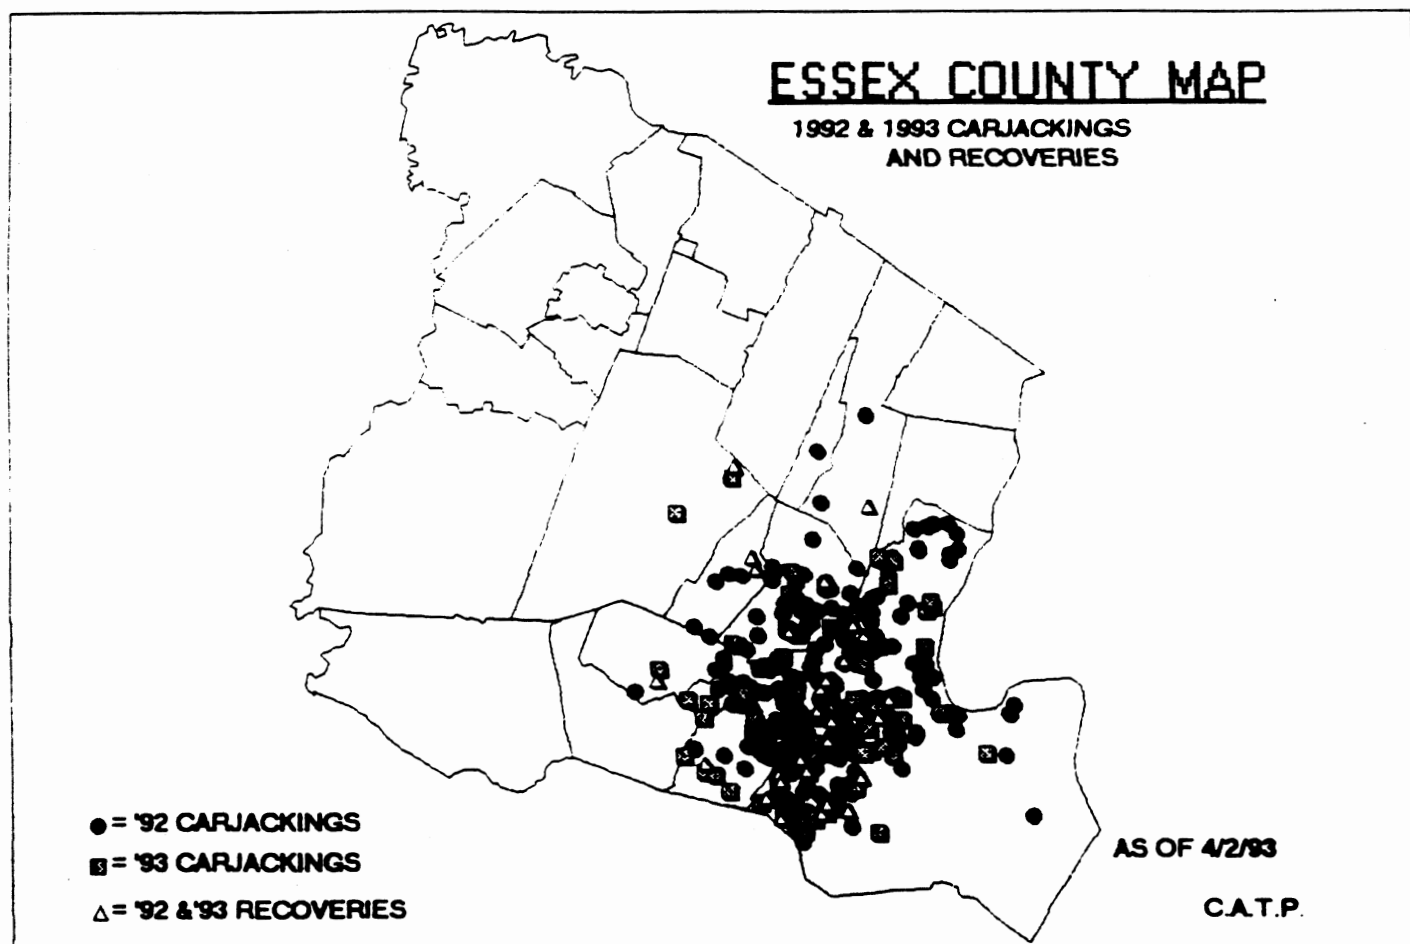 ESSEX COUNTY MAP
1992 & 1993 CARJACKINGS
AND RECOVERIES
● = '92 CARJACKINGS
= '93 CARJACKINGS
△ = '92 & '93 RECOVERIES
AS OF 4/2/93
C.A.T.P.